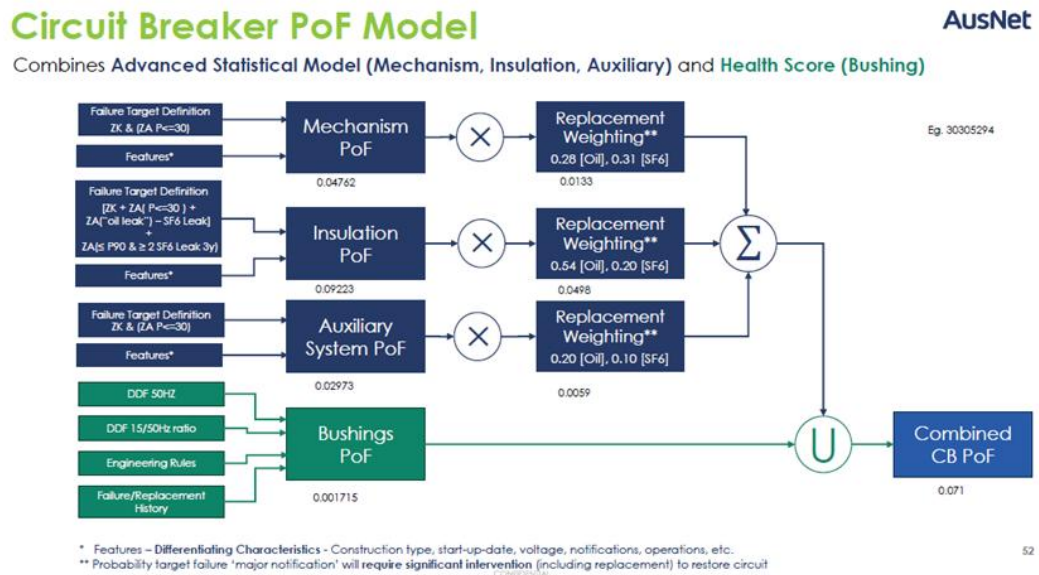 Circuit Breaker PoF Model
AusNet
Combines Advanced Statistical Model (Mechanism, Insulation, Auxiliary) and Health Score (Bushing)
Failure Target Definition
ZK & (ZA P<=30)
Features*
Mechanism
PoF
0.04762
Replacement
Weighting**
0.28 [Oil], 0.31 [SF6]
0.0133
Eg. 30305294
Failure Target Definition
[ZK + ZA( P<=30 ) +
ZA("oil leak") – SF6 Leak]
+
ZA(≤ P90 & ≥ 2 SF6 Leak 3y)
Features*
Insulation
PoF
0.09223
Replacement
Weighting**
0.54 [Oil], 0.20 [SF6]
0.0498
Σ
Failure Target Definition
ZK & (ZA P<=30)
Features*
Auxiliary
System PoF
0.02973
Replacement
Weighting**
0.20 [Oil], 0.10 [SF6]
0.0059
DDF 50HZ
DDF 15/50Hz ratio
Engineering Rules
Failure/Replacement
History
Bushings
PoF
0.001715
U
Combined
CB PoF
0.071
* Features – Differentiating Characteristics - Construction type, start-up-date, voltage, notifications, operations, etc.
** Probability target failure 'major notification' will require significant intervention (including replacement) to restore circuit
52
CONFIDENTIAL